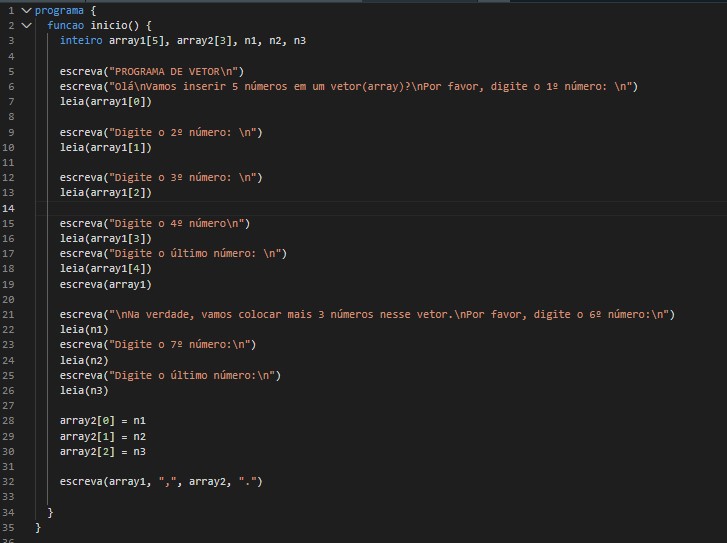 1 programa {
2 funcao inicio() {
3 inteiro array1[5], array2[3], n1, n2, n3
4
5 escreva("PROGRAMA DE VETOR\n")
6 escreva("Olá\nVamos inserir 5 números em um vetor(array)?\nPor favor, digite o 1º número: \n")
7 leia(array1[0])
8
9 escreva("Digite o 2º número: \n")
10 leia(array1[1])
11
12 escreva("Digite o 3º número: \n")
13 leia(array1[2])
14
15 escreva("Digite o 4º número\n")
16 leia(array1[3])
17 escreva("Digite o último número: \n")
18 leia(array1[4])
19 escreva(array1)
20
21 escreva("\nNa verdade, vamos colocar mais 3 números nesse vetor.\nPor favor, digite o 6º número:\n")
22 leia(n1)
23 escreva("Digite o 7º número:\n")
24 leia(n2)
25 escreva("Digite o último número:\n")
26 leia(n3)
27
28 array2[0] = n1
29 array2[1] = n2
30 array2[2] = n3
31
32 escreva(array1, ",", array2, ".")
33
34 }
35 }
36